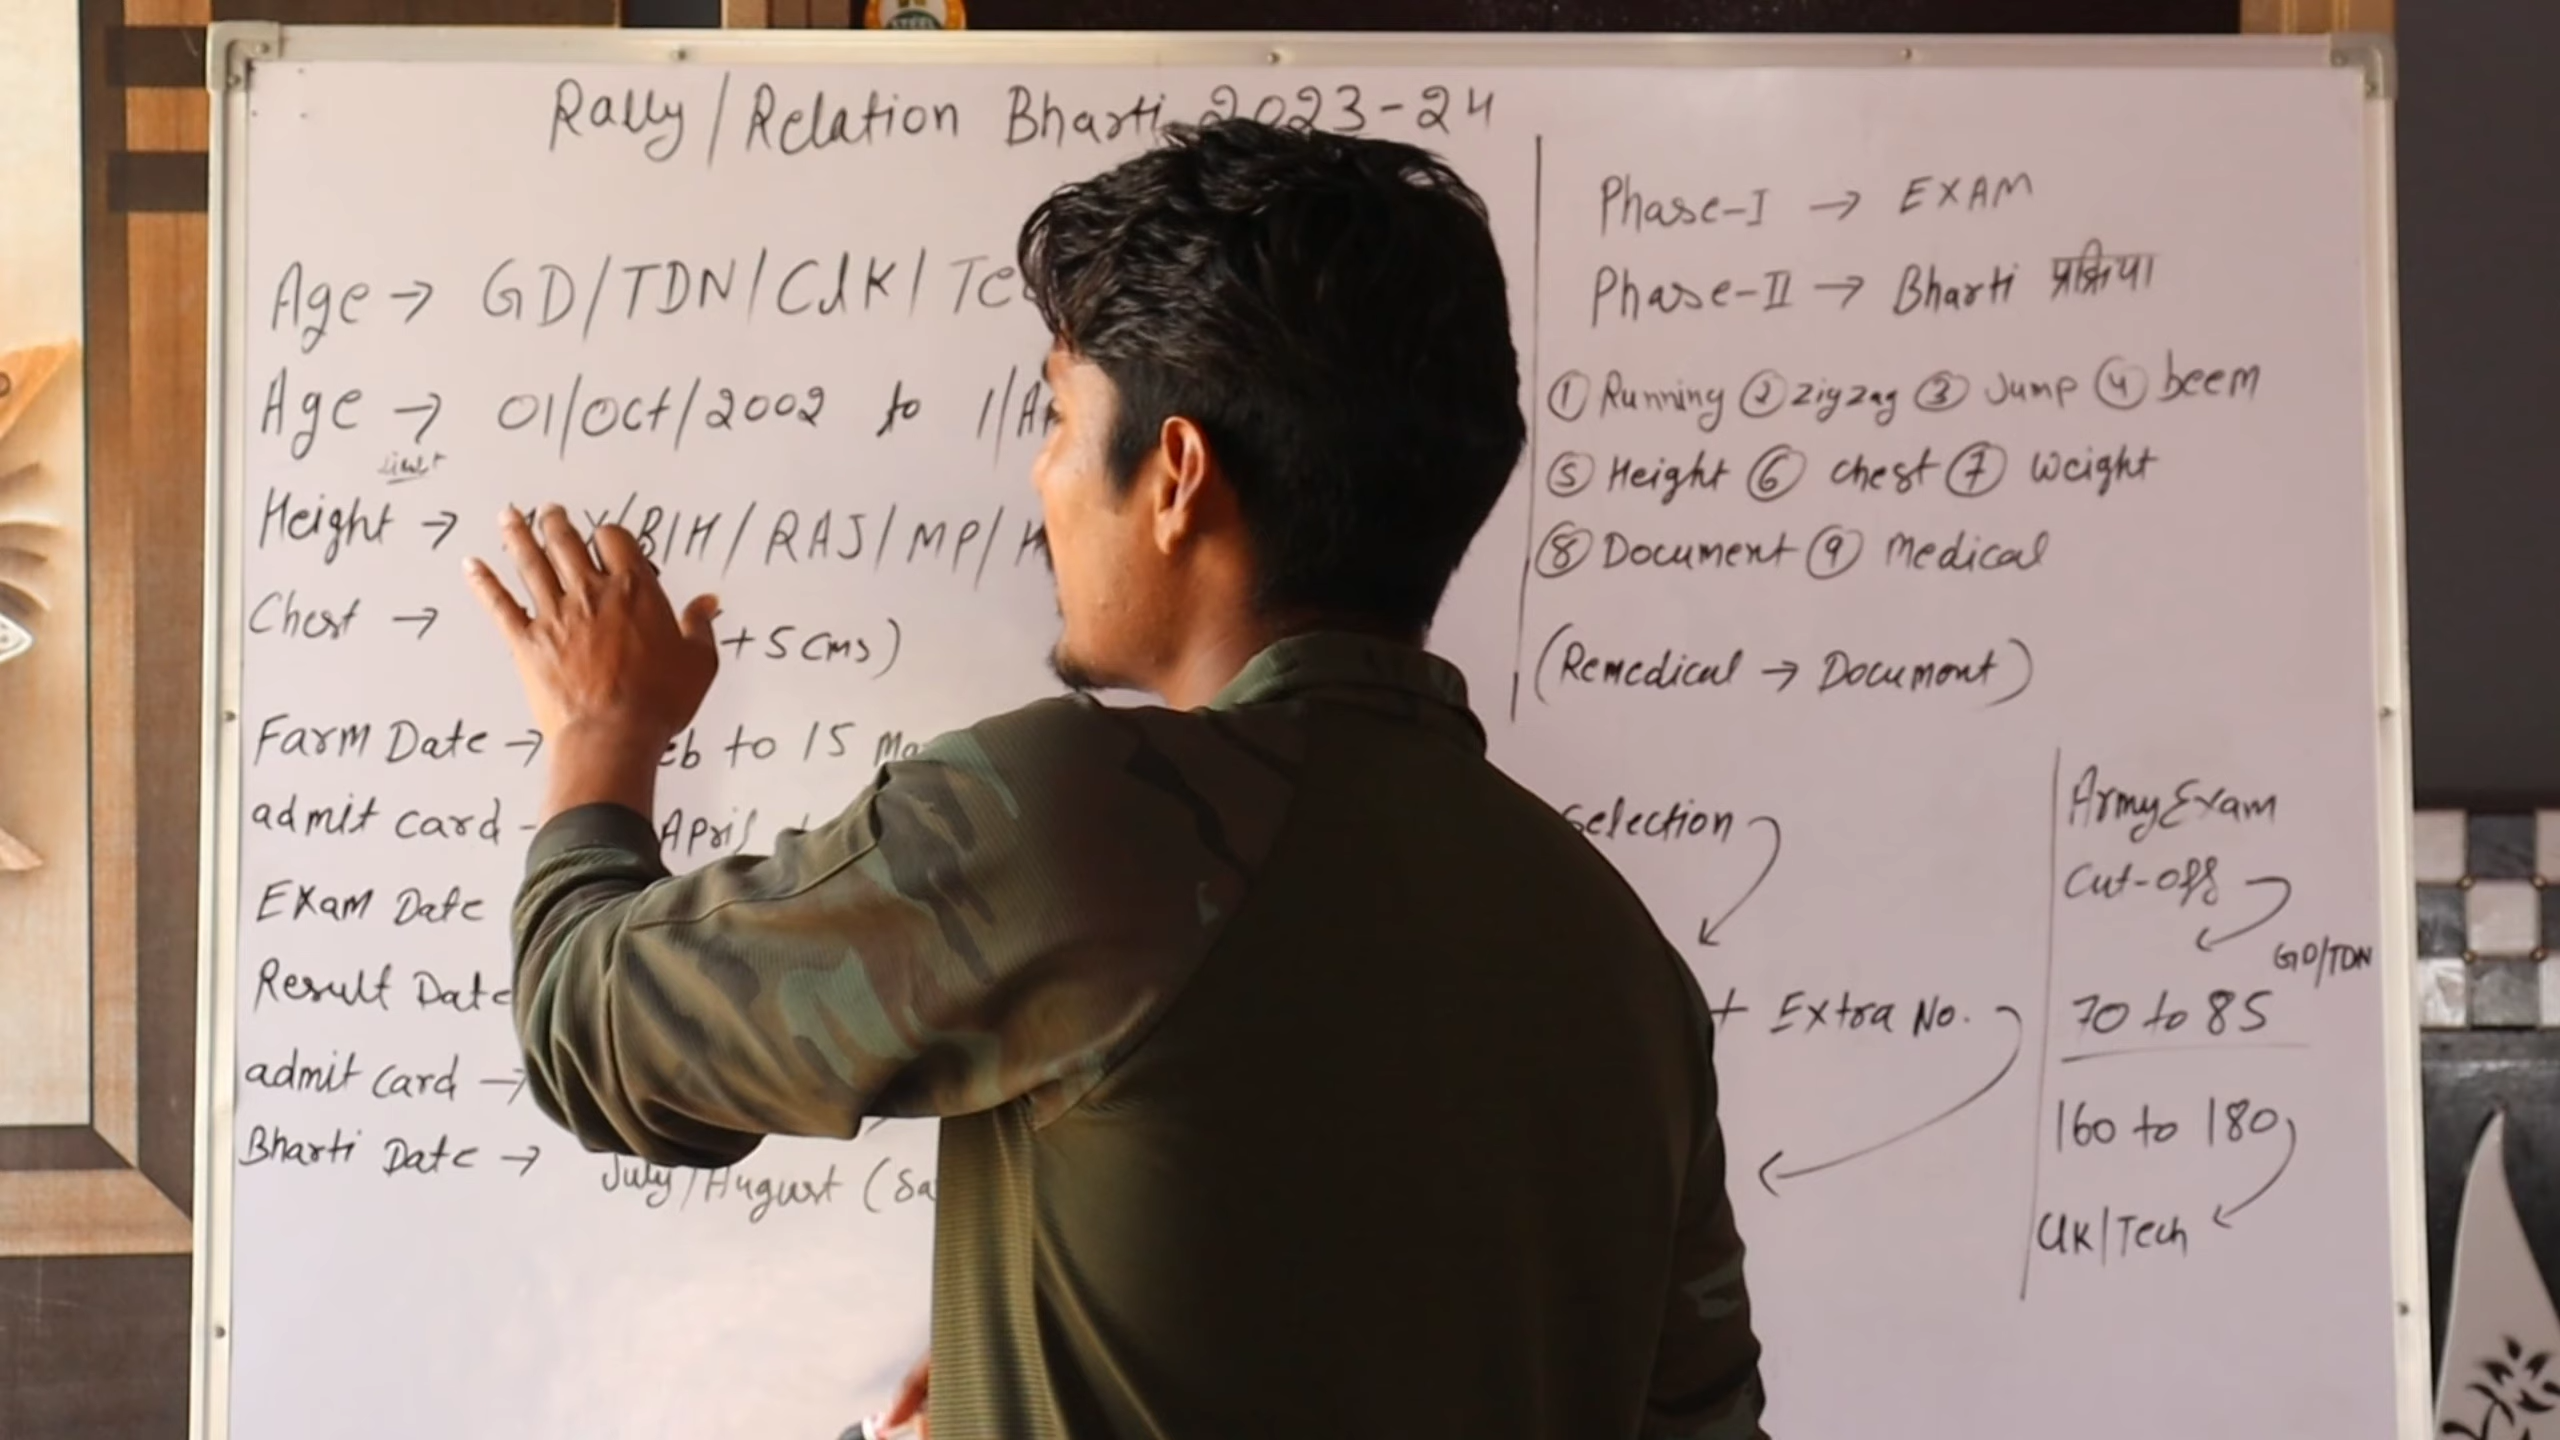 Rally/Relation Bharti 2023-24
Age → GD/TDN/ClK/
Age → 01/Oct/2002 to 1/
limit
Height → /BIH/RAJ/MP/
Chest → +5 cms)
Farm Date → to 15
admit card - April
Exam Date
Result Date
admit card →
Bharti Date → July/August
Phase-I → EXAM
Phase-II → Bharti प्रक्रिया
① Running ② zigzag ③ Jump ④ beem
⑤ Height ⑥ chest ⑦ weight
⑧ Document ⑨ Medical
(Remedical → Document)
Selection
+ Extra No.
Army Exam
Cut-off
GD/TDN
70 to 85
160 to 180
ClK/Tech